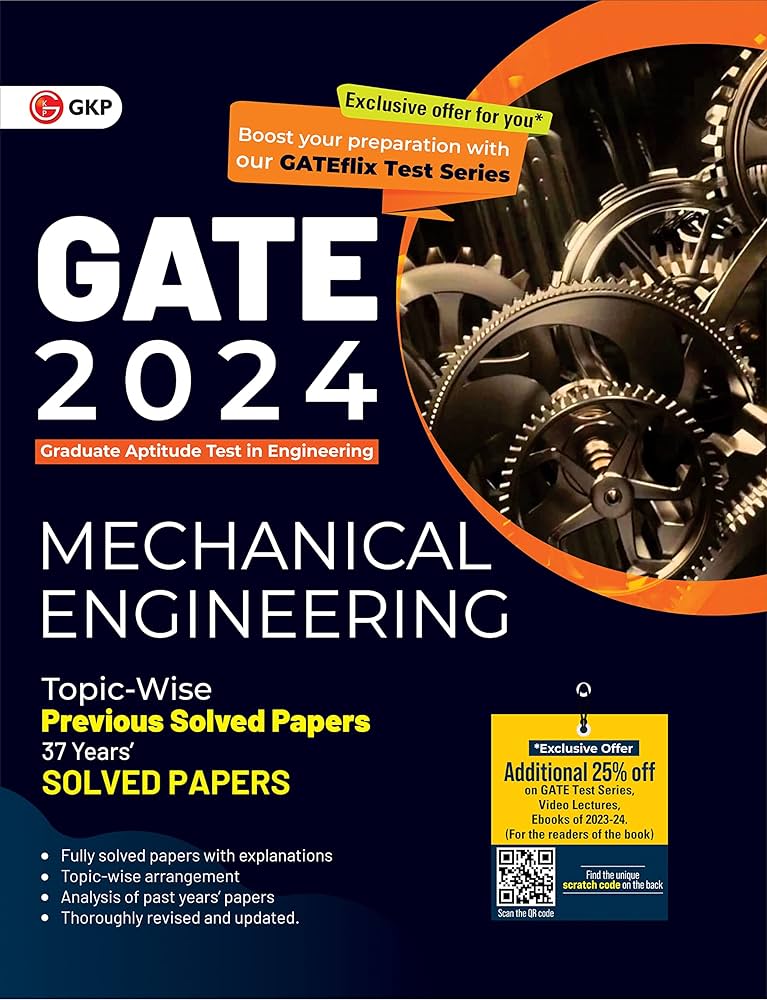 GKP
Exclusive offer for you*
Boost your preparation with
our GATEflix Test Series
GATE
2024
Graduate Aptitude Test in Engineering
MECHANICAL
ENGINEERING
Topic-Wise
Previous Solved Papers
37 Years'
SOLVED PAPERS
• Fully solved papers with explanations
• Topic-wise arrangement
• Analysis of past years' papers
• Thoroughly revised and updated.
*Exclusive Offer
Additional 25% off
on GATE Test Series,
Video Lectures,
Ebooks of 2023-24.
(For the readers of the book)
Scan the QR code
Find the unique
scratch code on the back